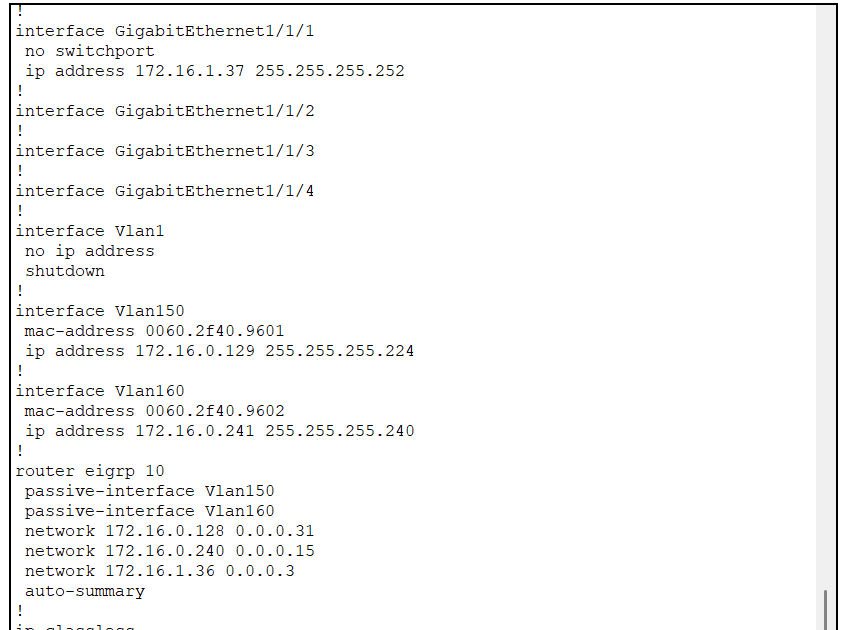 !
interface GigabitEthernet1/1/1
 no switchport
 ip address 172.16.1.37 255.255.255.252
!
interface GigabitEthernet1/1/2
!
interface GigabitEthernet1/1/3
!
interface GigabitEthernet1/1/4
!
interface Vlan1
 no ip address
 shutdown
!
interface Vlan150
 mac-address 0060.2f40.9601
 ip address 172.16.0.129 255.255.255.224
!
interface Vlan160
 mac-address 0060.2f40.9602
 ip address 172.16.0.241 255.255.255.240
!
router eigrp 10
 passive-interface Vlan150
 passive-interface Vlan160
 network 172.16.0.128 0.0.0.31
 network 172.16.0.240 0.0.0.15
 network 172.16.1.36 0.0.0.3
 auto-summary
!
ip classless